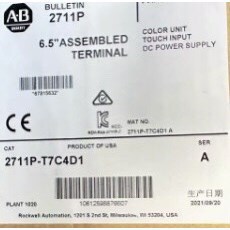 AB
BULLETIN
2711P
6.5"ASSEMBLED
TERMINAL
COLOR UNIT
TOUCH INPUT
DC POWER SUPPLY
CE
MAT NO.
2711P-T7C4D1 A
CAT
PRODUCT OF USA
SER
2711P-T7C4D1
A
PLANT 1030
生产日期
2021/09/20
Rockwell Automation, 1201 S 2nd St, Milwaukee, WI 53204, USA